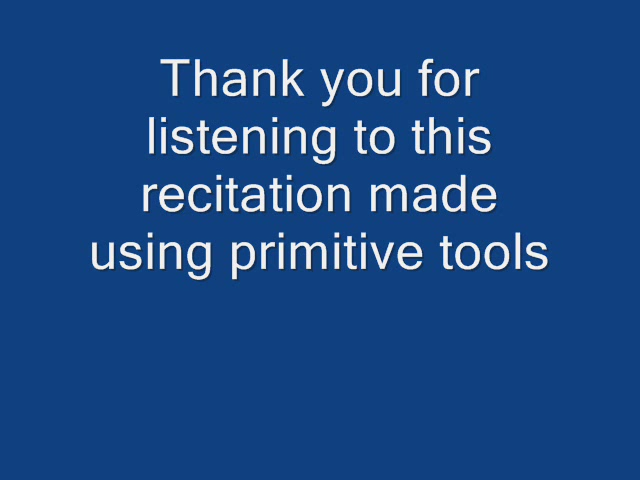 Thank you for
listening to this
recitation made
using primitive tools